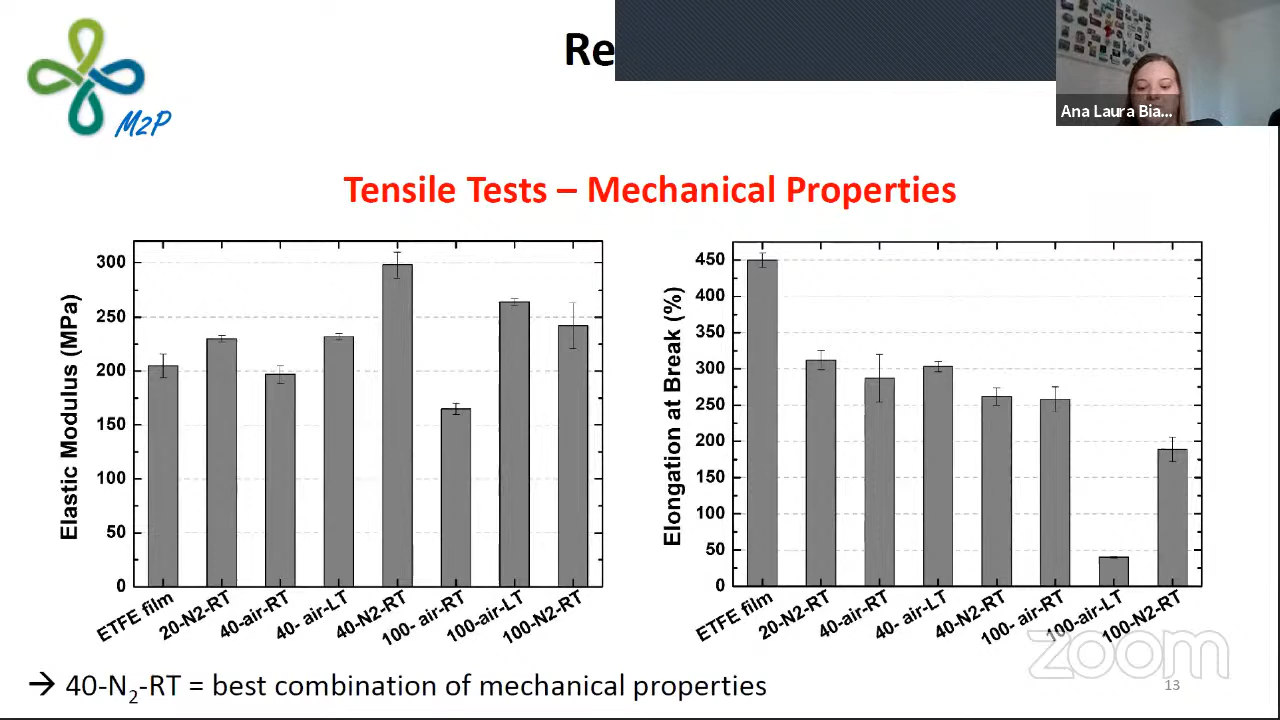 Re
M2P
Ana Laura Bia...
Tensile Tests – Mechanical Properties
Elastic Modulus (MPa)
300
250
200
150
100
50
0
ETFE film
20-N2-RT
40-air-RT
40- air-LT
40-N2-RT
100- air-RT
100-air-LT
100-N2-RT
Elongation at Break (%)
450
400
350
300
250
200
150
100
50
0
ETFE film
20-N2-RT
40-air-RT
40- air-LT
40-N2-RT
100- air-RT
100-air-LT
100-N2-RT
→ 40-N₂-RT = best combination of mechanical properties
zoom
13